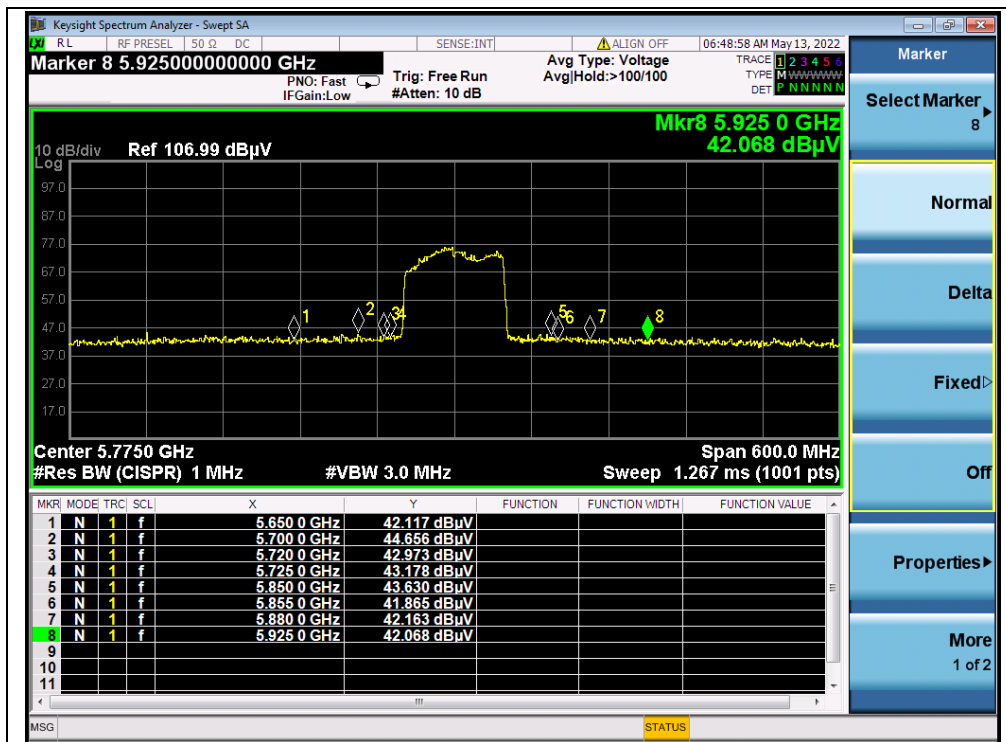 Keysight Spectrum Analyzer - Swept SA
LXI RL RF PRESEL 50 Ω DC SENSE:INT ALIGN OFF 06:48:58 AM May 13, 2022
Marker 8 5.925000000000 GHz
PNO: Fast
IFGain:Low
Trig: Free Run
#Atten: 10 dB
Avg Type: Voltage
Avg|Hold:>100/100
TRACE 1 2 3 4 5 6
TYPE M WWWWW
DET P N N N N N
Mkr8 5.925 0 GHz
42.068 dBµV
10 dB/div Ref 106.99 dBµV
Log
97.0
87.0
77.0
67.0
57.0
47.0
37.0
27.0
17.0
1
2
3
4
5
6
7
8
Center 5.7750 GHz Span 600.0 MHz
#Res BW (CISPR) 1 MHz #VBW 3.0 MHz Sweep 1.267 ms (1001 pts)
MKR MODE TRC SCL X Y FUNCTION FUNCTION WIDTH FUNCTION VALUE
1 N 1 f 5.650 0 GHz 42.117 dBµV
2 N 1 f 5.700 0 GHz 44.656 dBµV
3 N 1 f 5.720 0 GHz 42.973 dBµV
4 N 1 f 5.725 0 GHz 43.178 dBµV
5 N 1 f 5.850 0 GHz 43.630 dBµV
6 N 1 f 5.855 0 GHz 41.865 dBµV
7 N 1 f 5.880 0 GHz 42.163 dBµV
8 N 1 f 5.925 0 GHz 42.068 dBµV
9
10
11
MSG STATUS
Marker
Select Marker
8
Normal
Delta
Fixed
Off
Properties
More
1 of 2